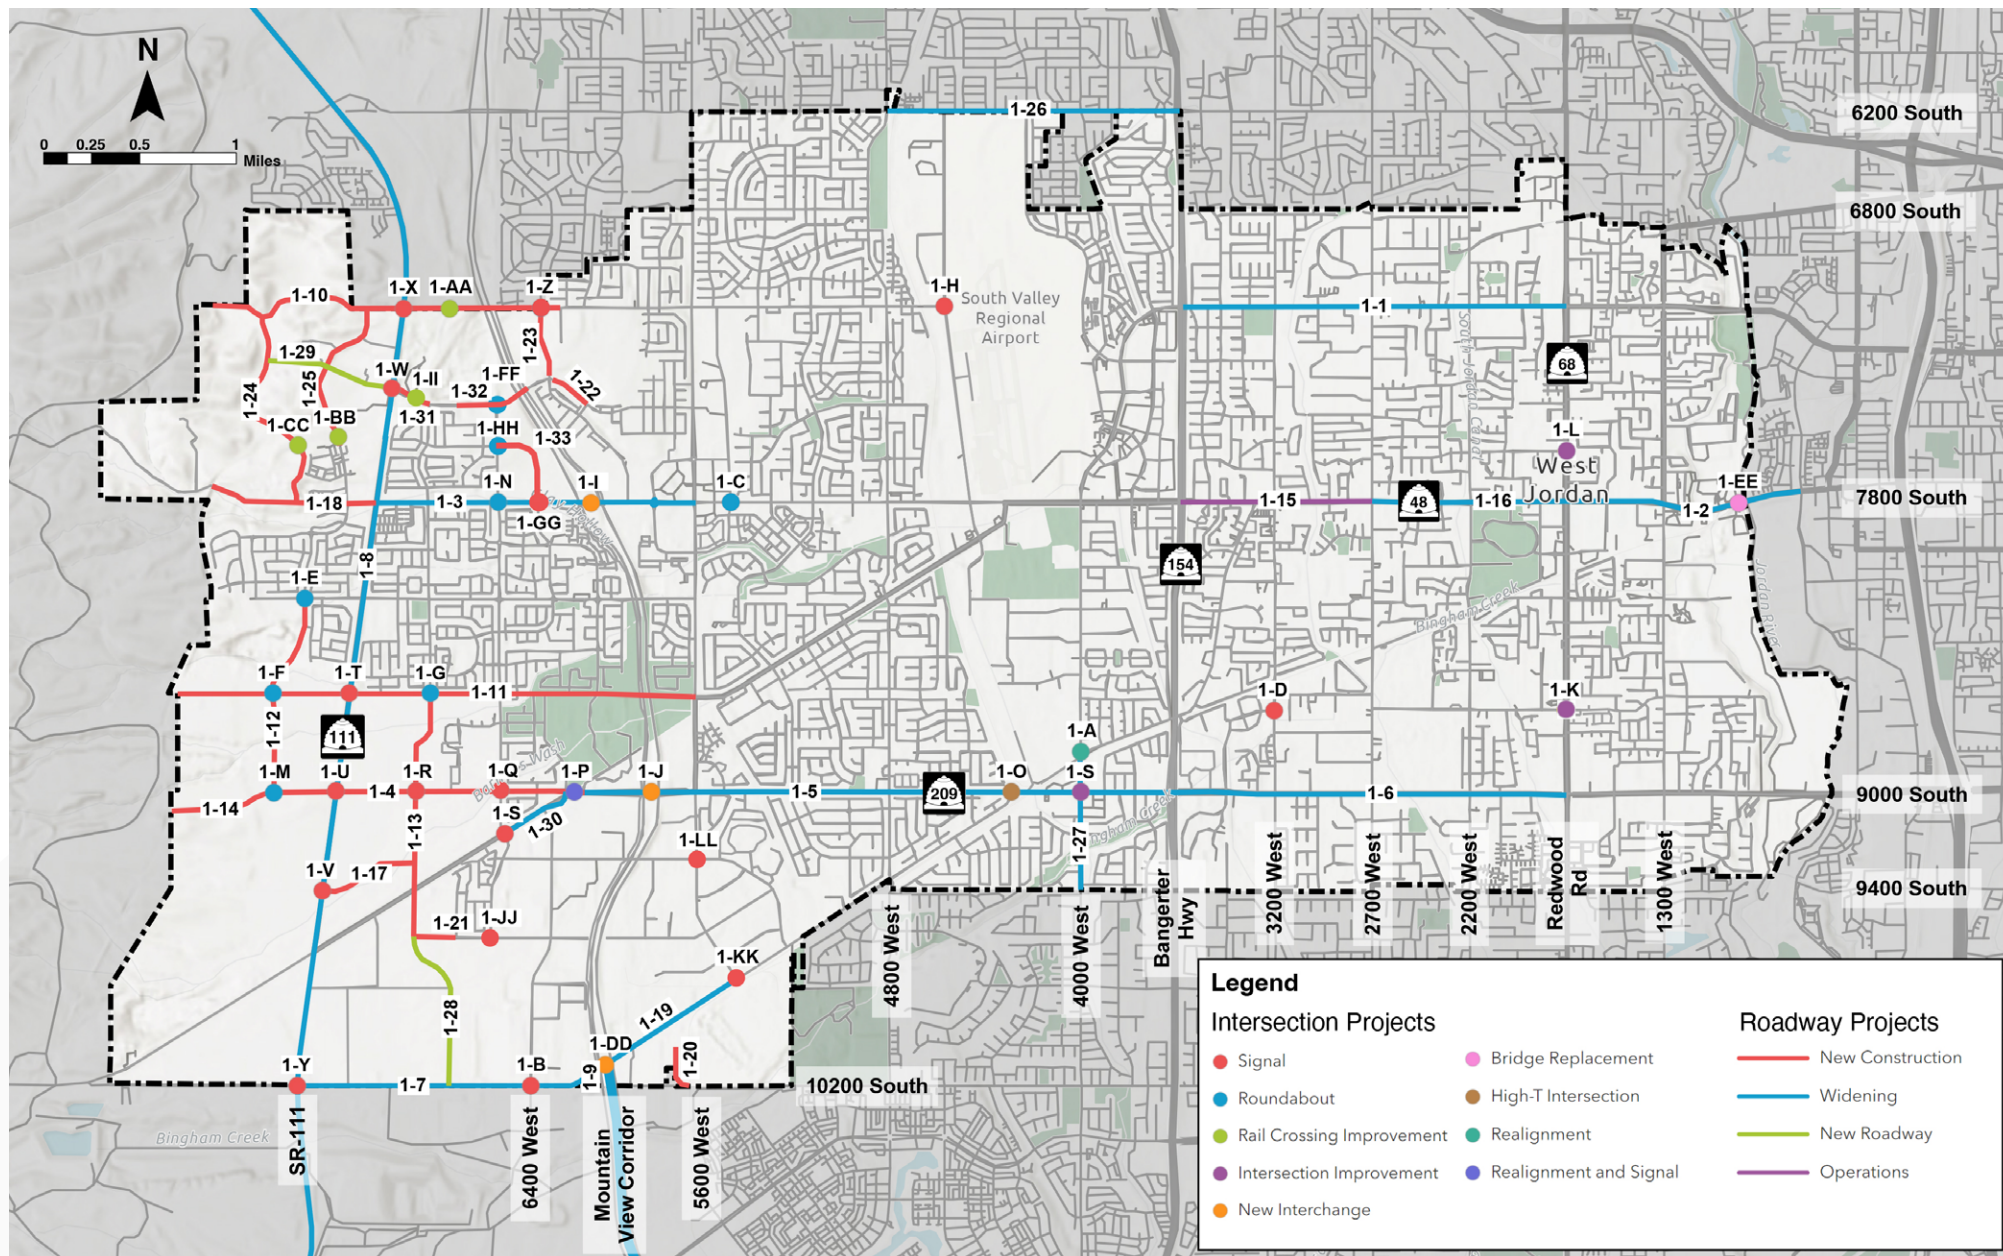 N
0 0.25 0.5 1
Miles
1-26
6200 South
6800 South
1-10
1-X
1-AA
1-Z
1-H
South Valley
Regional
Airport
1-1
1-29
1-23
1-24
1-25
1-W
1-II
1-FF
1-22
68
1-32
1-31
1-CC
1-BB
1-HH
1-33
South Jordan Canal
1-L
West
Jordan
1-18
1-3
1-N
1-GG
1-I
1-C
1-15
48
1-16
1-2
1-EE
7800 South
1-8
154
1-E
Bingham Creek
Jordan River
1-F
1-T
1-G
1-11
1-D
1-K
1-12
111
1-A
1-M
1-U
1-R
1-Q
1-P
1-J
1-O
1-S
1-14
1-4
1-5
209
1-6
9000 South
1-13
1-S
1-30
1-27
1-LL
1-V
1-17
9400 South
1-21
1-JJ
1-KK
1-28
1-19
1-Y
1-7
1-B
1-DD
1-9
1-20
10200 South
4800 West
4000 West
Bangerter
Hwy
3200 West
2700 West
2200 West
Redwood
Rd
1300 West
Bingham Creek
SR-111
6400 West
Mountain
View Corridor
5600 West
Legend
Intersection Projects
Signal
Roundabout
Rail Crossing Improvement
Intersection Improvement
New Interchange
Bridge Replacement
High-T Intersection
Realignment
Realignment and Signal
Roadway Projects
New Construction
Widening
New Roadway
Operations